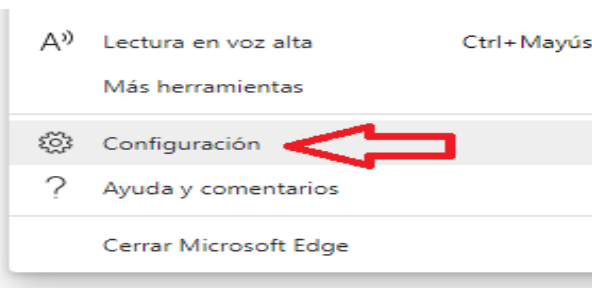 A Lectura en voz alta Ctrl+Mayús
Más herramientas
Configuración
? Ayuda y comentarios
Cerrar Microsoft Edge